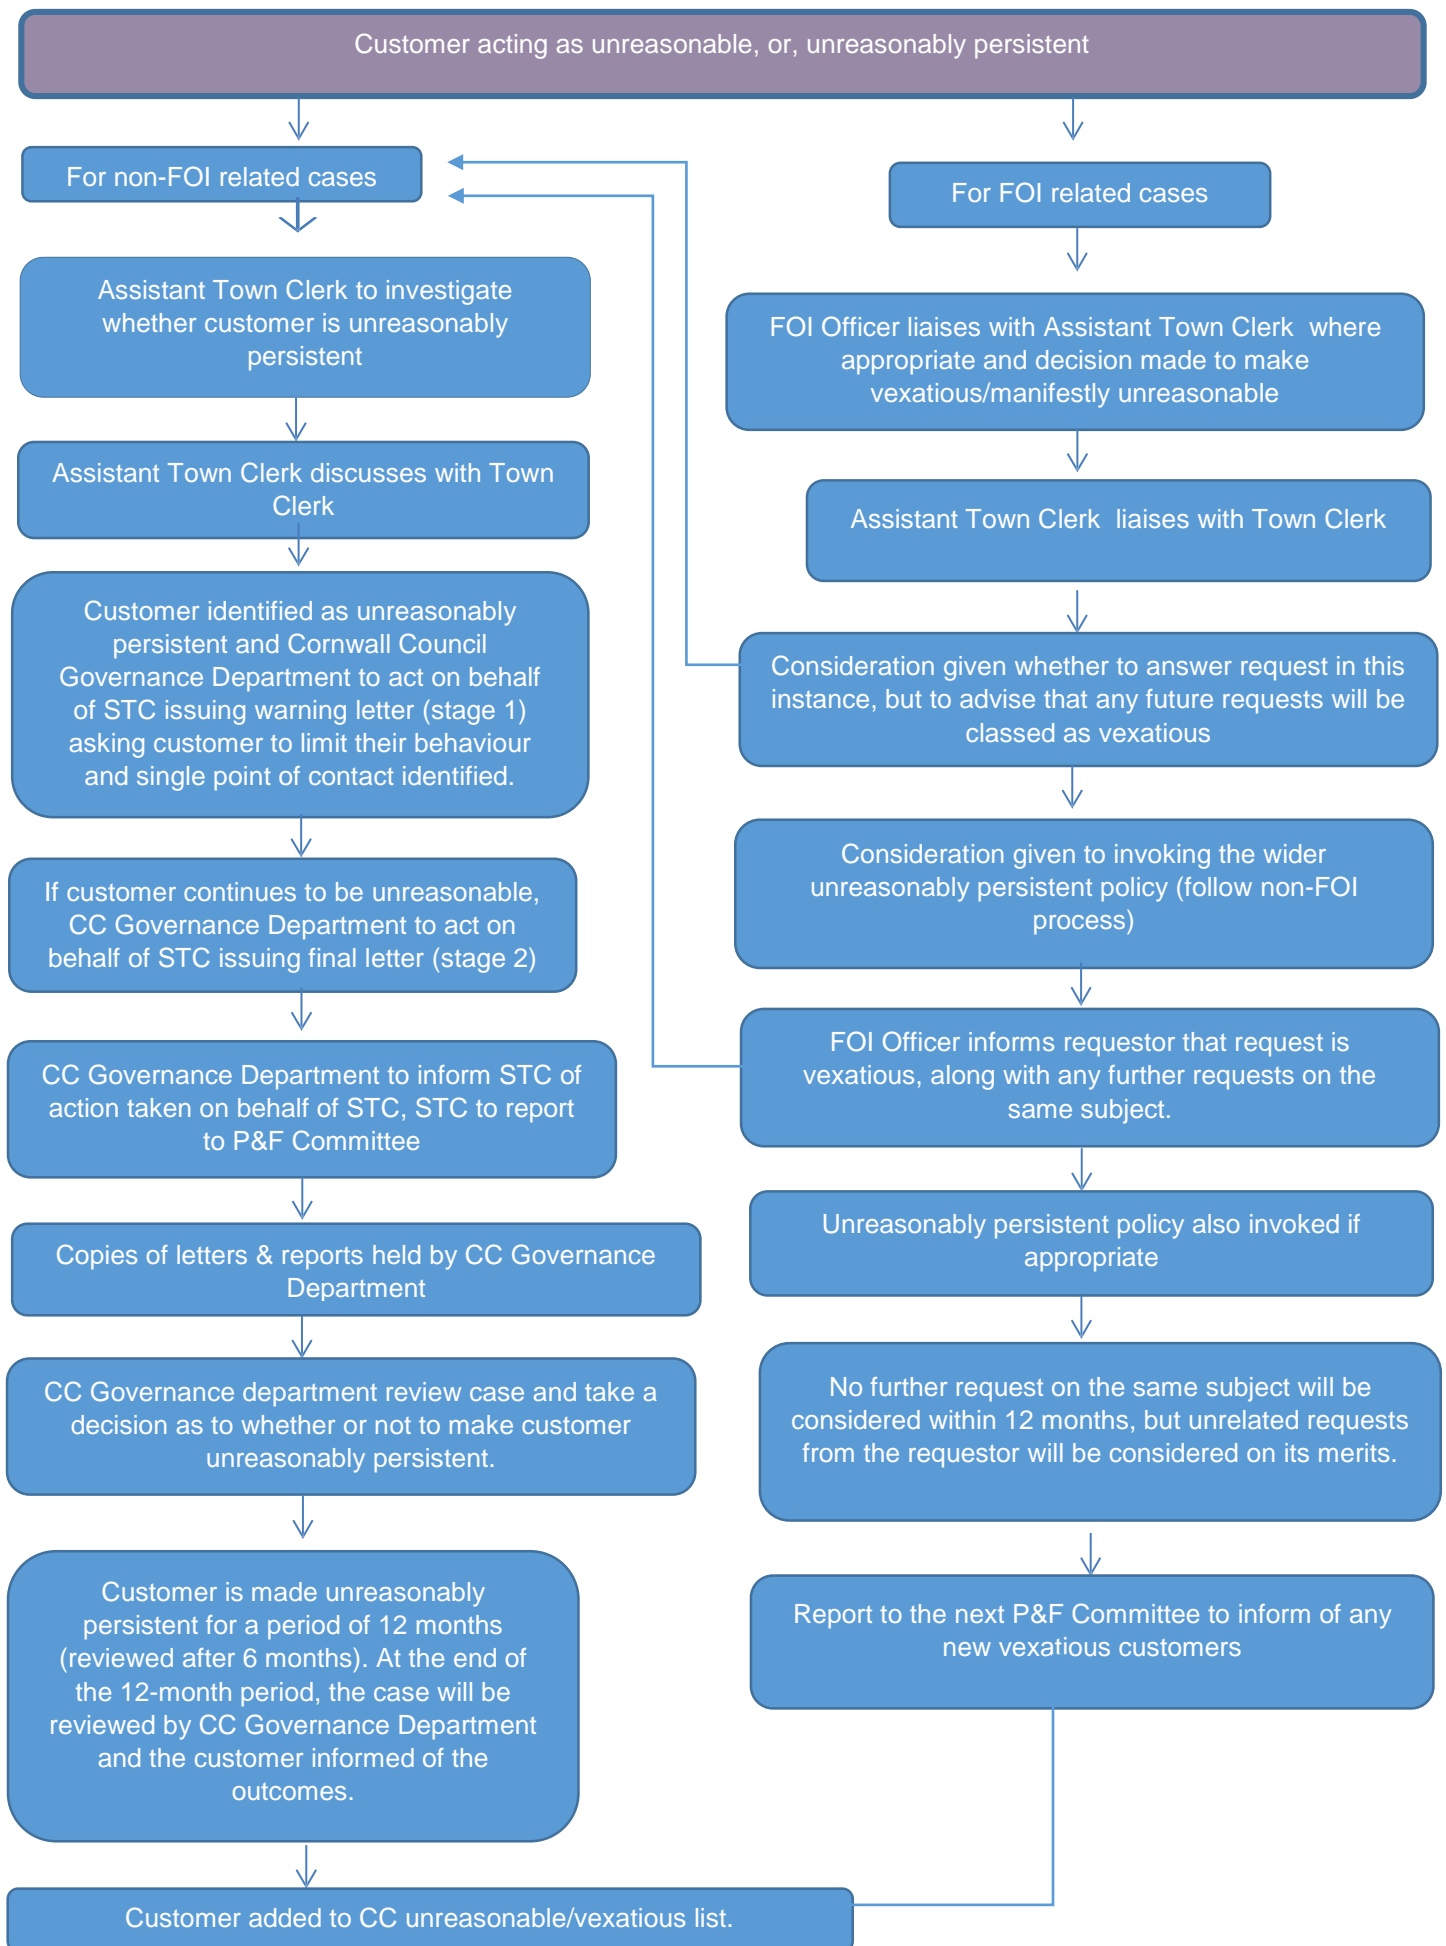 Customer acting as unreasonable, or, unreasonably persistent
For non-FOI related cases
Assistant Town Clerk to investigate
whether customer is unreasonably
persistent
Assistant Town Clerk discusses with Town
Clerk
Customer identified as unreasonably
persistent and Cornwall Council
Governance Department to act on behalf
of STC issuing warning letter (stage 1)
asking customer to limit their behaviour
and single point of contact identified.
If customer continues to be unreasonable,
CC Governance Department to act on
behalf of STC issuing final letter (stage 2)
CC Governance Department to inform STC of
action taken on behalf of STC, STC to report
to P&F Committee
Copies of letters & reports held by CC Governance
Department
CC Governance department review case and take a
decision as to whether or not to make customer
unreasonably persistent.
Customer is made unreasonably
persistent for a period of 12 months
(reviewed after 6 months). At the end of
the 12-month period, the case will be
reviewed by CC Governance Department
and the customer informed of the
outcomes.
Customer added to CC unreasonable/vexatious list.
For FOI related cases
FOI Officer liaises with Assistant Town Clerk  where
appropriate and decision made to make
vexatious/manifestly unreasonable
Assistant Town Clerk  liaises with Town Clerk
Consideration given whether to answer request in this
instance, but to advise that any future requests will be
classed as vexatious
Consideration given to invoking the wider
unreasonably persistent policy (follow non-FOI
process)
FOI Officer informs requestor that request is
vexatious, along with any further requests on the
same subject.
Unreasonably persistent policy also invoked if
appropriate
No further request on the same subject will be
considered within 12 months, but unrelated requests
from the requestor will be considered on its merits.
Report to the next P&F Committee to inform of any
new vexatious customers